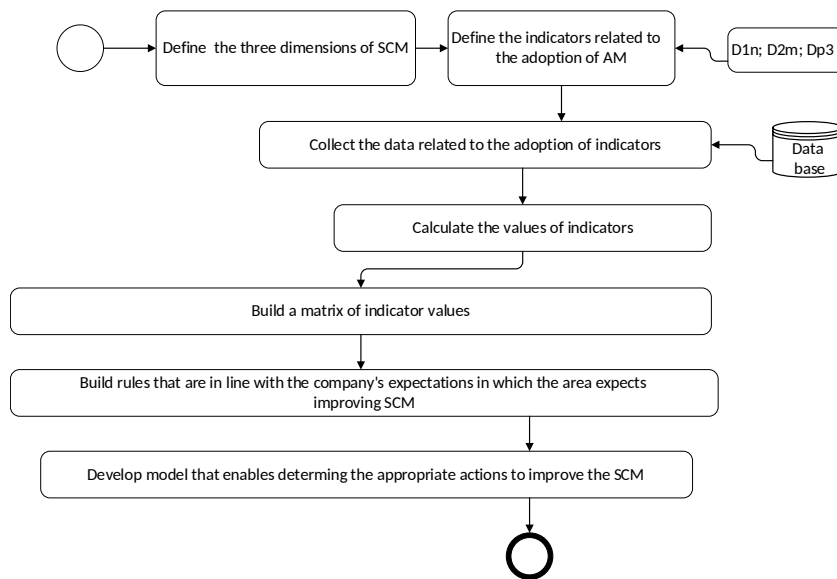 Define the three dimensions of SCM
Define the indicators related to
the adoption of AM
D1n; D2m; Dp3
Collect the data related to the adoption of indicators
Data
base
Calculate the values of indicators
Build a matrix of indicator values
Build rules that are in line with the company's expectations in which the area expects
improving SCM
Develop model that enables determing the appropriate actions to improve the SCM